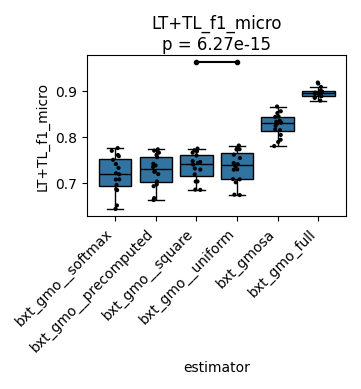 LT+TL_f1_micro
p = 6.27e-15
LT+TL_f1_micro
0.9
0.8
0.7
bxt_gmo__softmax
bxt_gmo__precomputed
bxt_gmo__square
bxt_gmo__uniform
bxt_gmosa
bxt_gmo_full
estimator